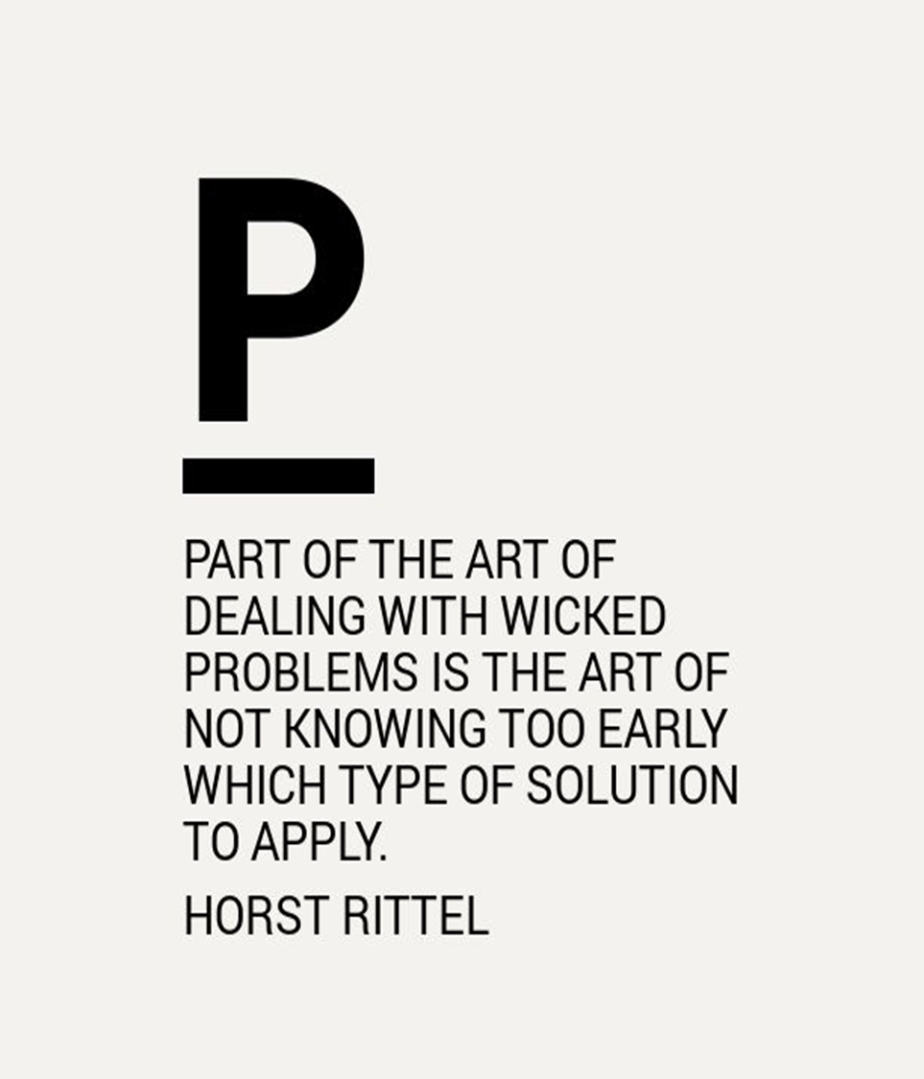 P
PART OF THE ART OF
DEALING WITH WICKED
PROBLEMS IS THE ART OF
NOT KNOWING TOO EARLY
WHICH TYPE OF SOLUTION
TO APPLY.
HORST RITTEL